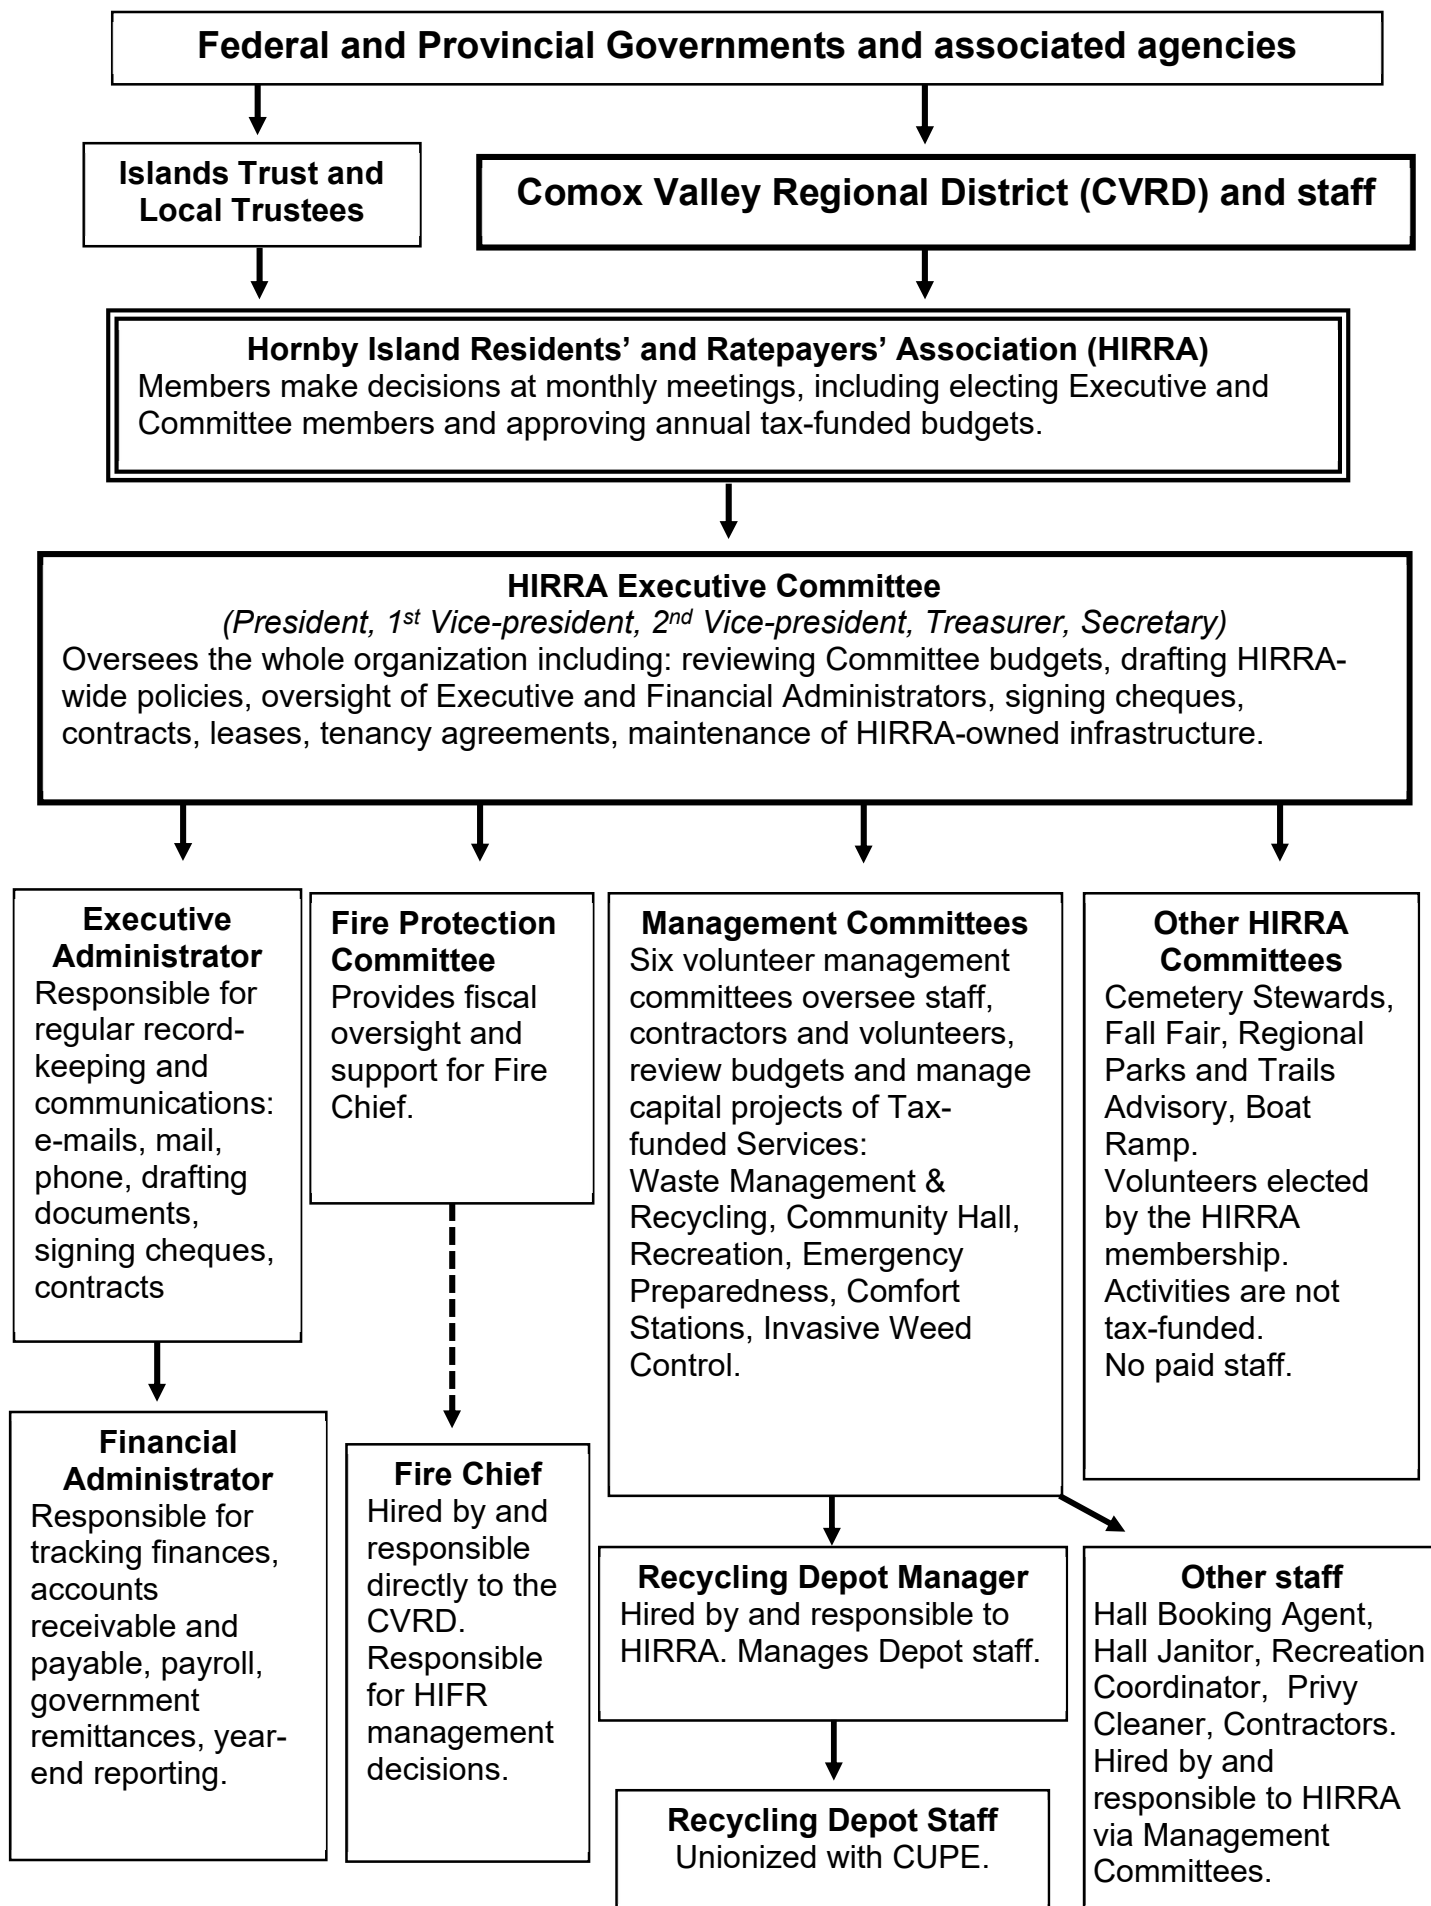 Federal and Provincial Governments and associated agencies
Islands Trust and
Local Trustees
Comox Valley Regional District (CVRD) and staff
Hornby Island Residents’ and Ratepayers’ Association (HIRRA)
Members make decisions at monthly meetings, including electing Executive and
Committee members and approving annual tax-funded budgets.
HIRRA Executive Committee
(President, 1st Vice-president, 2nd Vice-president, Treasurer, Secretary)
Oversees the whole organization including: reviewing Committee budgets, drafting HIRRA-
wide policies, oversight of Executive and Financial Administrators, signing cheques,
contracts, leases, tenancy agreements, maintenance of HIRRA-owned infrastructure.
Executive
Administrator
Responsible for
regular record-
keeping and
communications:
e-mails, mail,
phone, drafting
documents,
signing cheques,
contracts
Fire Protection
Committee
Provides fiscal
oversight and
support for Fire
Chief.
Management Committees
Six volunteer management
committees oversee staff,
contractors and volunteers,
review budgets and manage
capital projects of Tax-
funded Services:
Waste Management &
Recycling, Community Hall,
Recreation, Emergency
Preparedness, Comfort
Stations, Invasive Weed
Control.
Other HIRRA
Committees
Cemetery Stewards,
Fall Fair, Regional
Parks and Trails
Advisory, Boat
Ramp.
Volunteers elected
by the HIRRA
membership.
Activities are not
tax-funded.
No paid staff.
Financial
Administrator
Responsible for
tracking finances,
accounts
receivable and
payable, payroll,
government
remittances, year-
end reporting.
Fire Chief
Hired by and
responsible
directly to the
CVRD.
Responsible
for HIFR
management
decisions.
Recycling Depot Manager
Hired by and responsible to
HIRRA. Manages Depot staff.
Recycling Depot Staff
Unionized with CUPE.
Other staff
Hall Booking Agent,
Hall Janitor, Recreation
Coordinator, Privy
Cleaner, Contractors.
Hired by and
responsible to HIRRA
via Management
Committees.